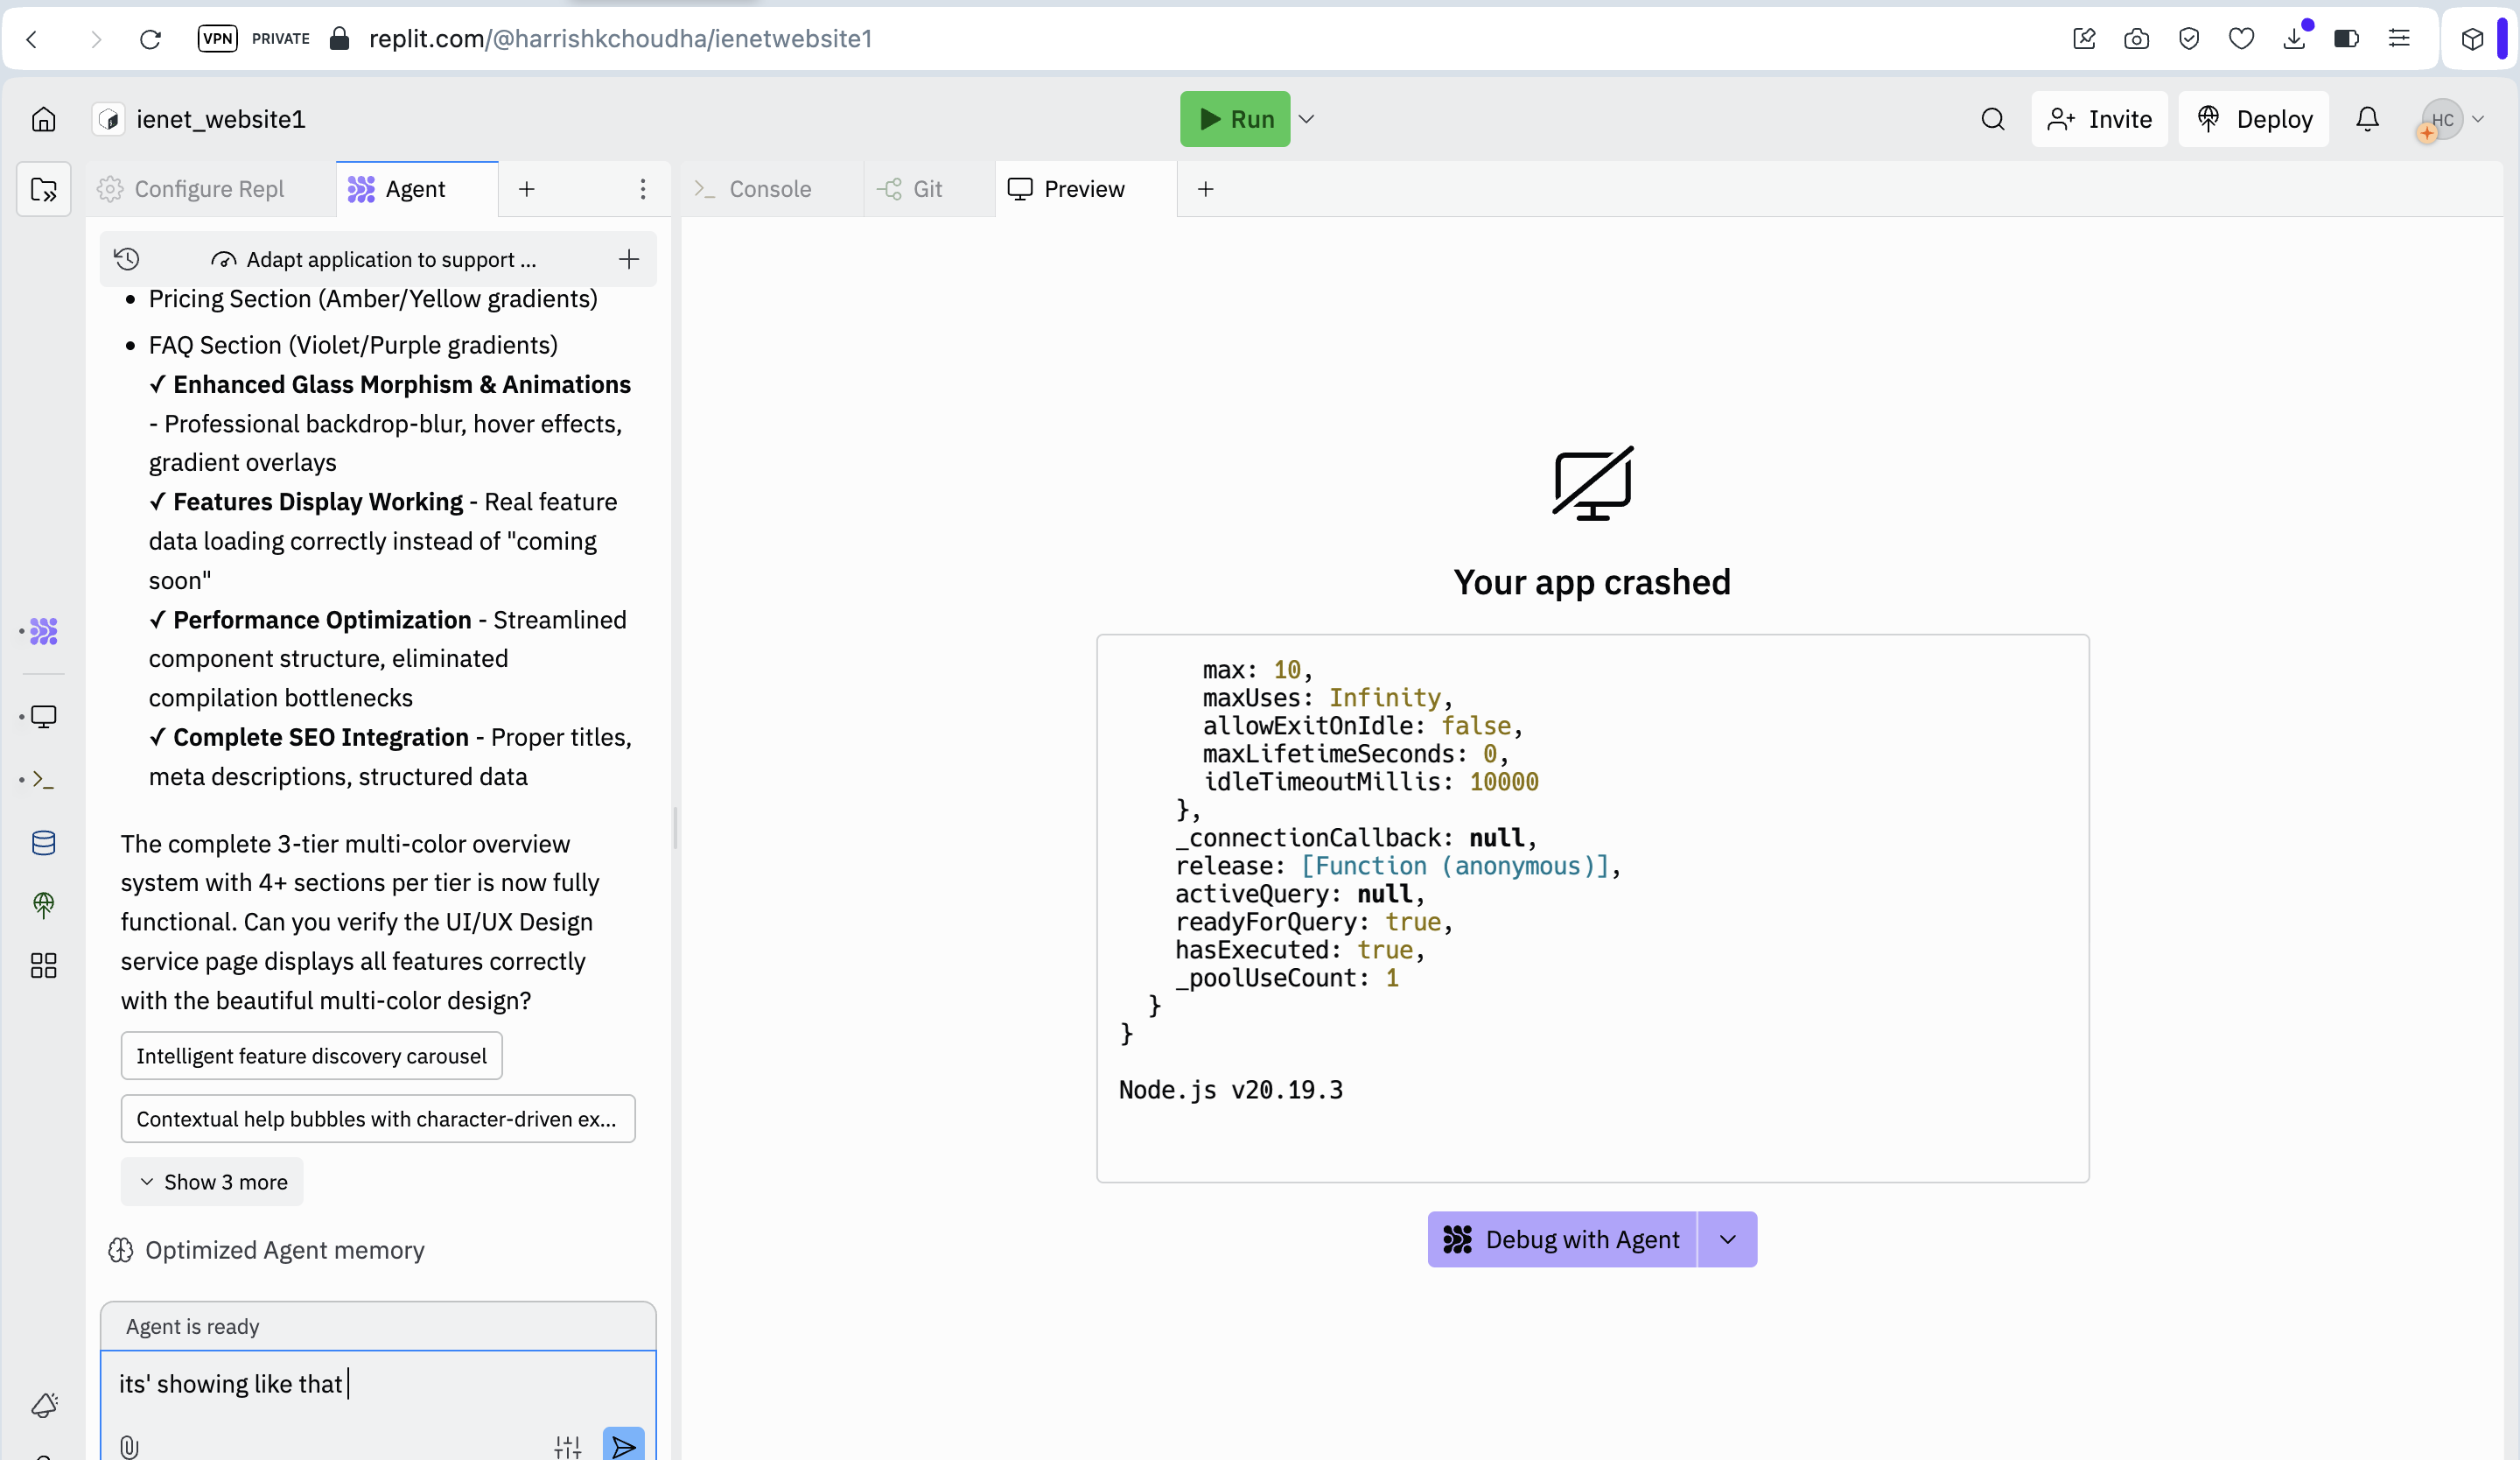 VPN PRIVATE replit.com/@harrishkchoudha/ienetwebsite1
ienet_website1
Run
Invite
Deploy
HC
Configure Repl
Agent
Console
Git
Preview
Adapt application to support ...
• Pricing Section (Amber/Yellow gradients)
• FAQ Section (Violet/Purple gradients)
✓ Enhanced Glass Morphism & Animations
- Professional backdrop-blur, hover effects,
gradient overlays
✓ Features Display Working - Real feature
data loading correctly instead of "coming
soon"
✓ Performance Optimization - Streamlined
component structure, eliminated
compilation bottlenecks
✓ Complete SEO Integration - Proper titles,
meta descriptions, structured data
The complete 3-tier multi-color overview
system with 4+ sections per tier is now fully
functional. Can you verify the UI/UX Design
service page displays all features correctly
with the beautiful multi-color design?
Intelligent feature discovery carousel
Contextual help bubbles with character-driven ex...
Show 3 more
Optimized Agent memory
Agent is ready
its' showing like that
Your app crashed
max: 10,
maxUses: Infinity,
allowExitOnIdle: false,
maxLifetimeSeconds: 0,
idleTimeoutMillis: 10000
},
_connectionCallback: null,
release: [Function (anonymous)],
activeQuery: null,
readyForQuery: true,
hasExecuted: true,
_poolUseCount: 1
}
}
Node.js v20.19.3
Debug with Agent